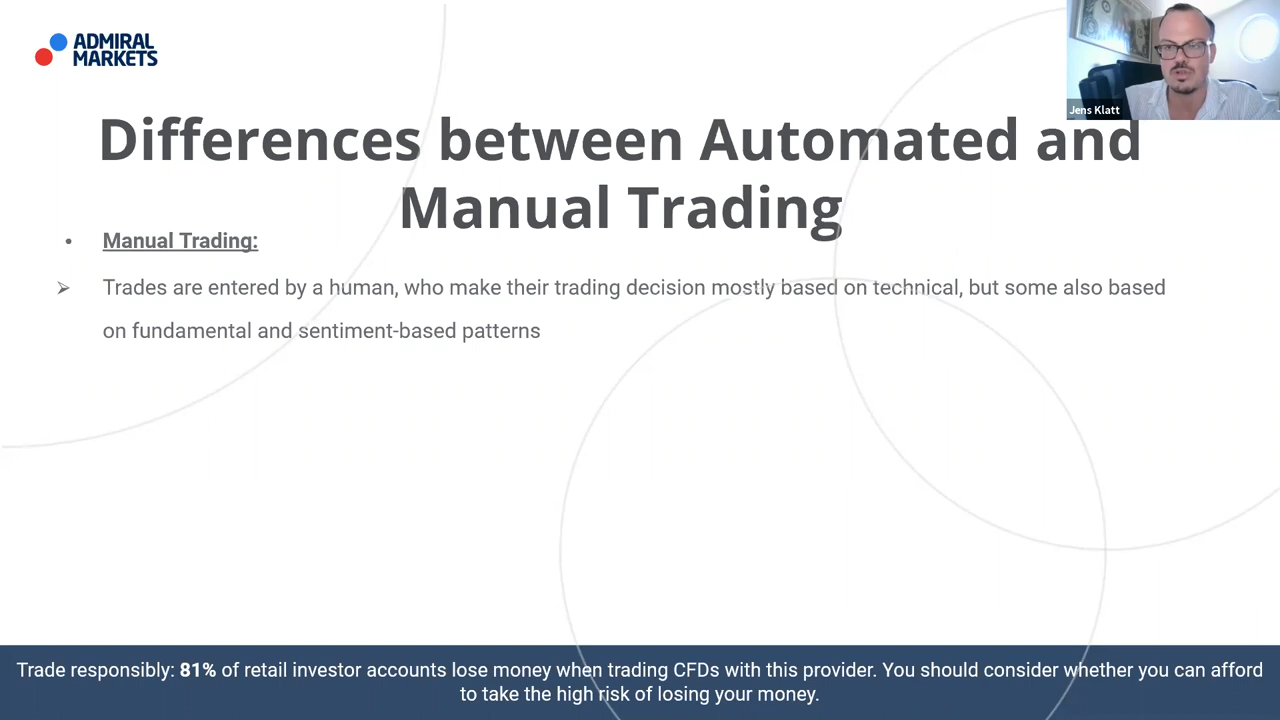 ADMIRAL
MARKETS
Jens Klatt
Differences between Automated and
Manual Trading
• Manual Trading:
➢ Trades are entered by a human, who make their trading decision mostly based on technical, but some also based
on fundamental and sentiment-based patterns
Trade responsibly: 81% of retail investor accounts lose money when trading CFDs with this provider. You should consider whether you can afford
to take the high risk of losing your money.